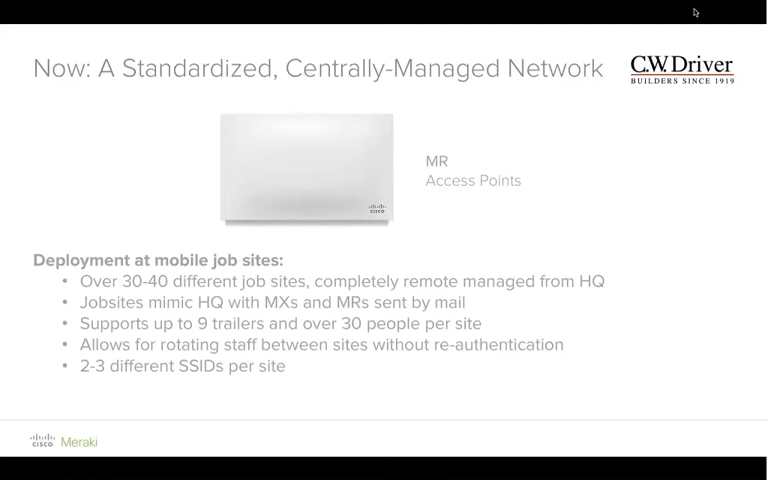 Now: A Standardized, Centrally-Managed Network
C.W. Driver
BUILDERS SINCE 1919
MR
Access Points
CISCO
Deployment at mobile job sites:
• Over 30-40 different job sites, completely remote managed from HQ
• Jobsites mimic HQ with MXs and MRs sent by mail
• Supports up to 9 trailers and over 30 people per site
• Allows for rotating staff between sites without re-authentication
• 2-3 different SSIDs per site
CISCO Meraki